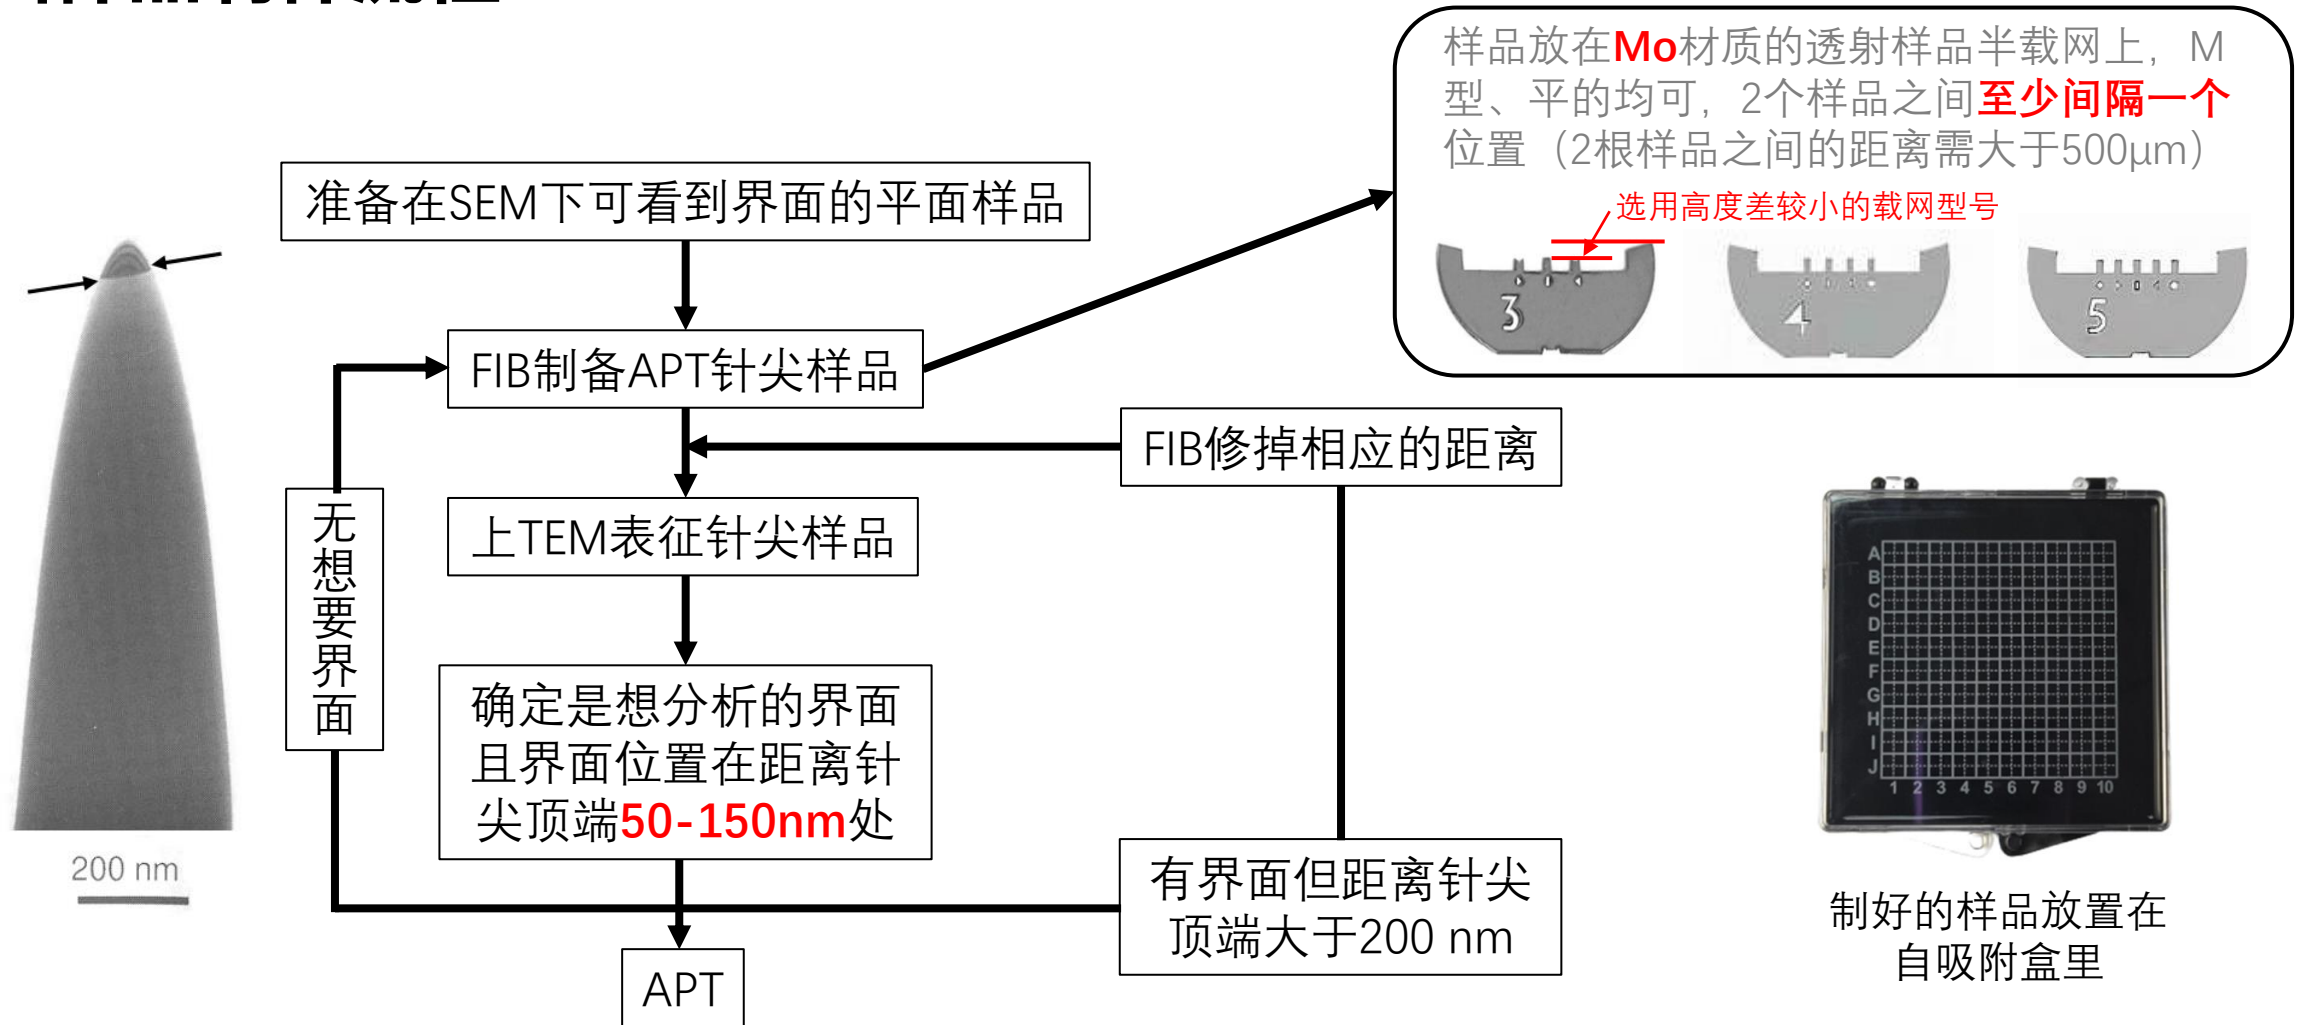 准备在SEM下可看到界面的平面样品
FIB制备APT针尖样品
上TEM表征针尖样品
确定是想分析的界面
且界面位置在距离针
尖顶端50-150nm处
APT
无
想
要
界
面
FIB修掉相应的距离
有界面但距离针尖
顶端大于200 nm
200 nm
样品放在Mo材质的透射样品半载网上，M
型、平的均可，2个样品之间至少间隔一个
位置（2根样品之间的距离需大于500μm）
选用高度差较小的载网型号
3
4
5
A
B
C
D
E
F
G
H
I
J
1 2 3 4 5 6 7 8 9 10
制好的样品放置在
自吸附盒里